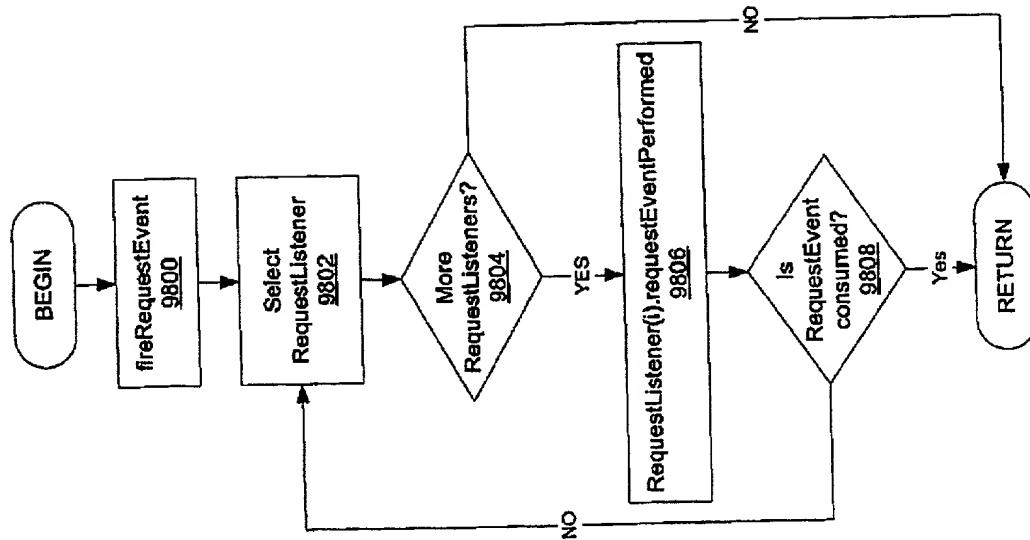 BEGIN
fireRequestEvent
9800
Select
RequestListener
9802
More
RequestListeners?
9804
NO
YES
RequestListener(i).requestEventPerformed
9806
Is
RequestEvent
consumed?
9808
NO
Yes
RETURN